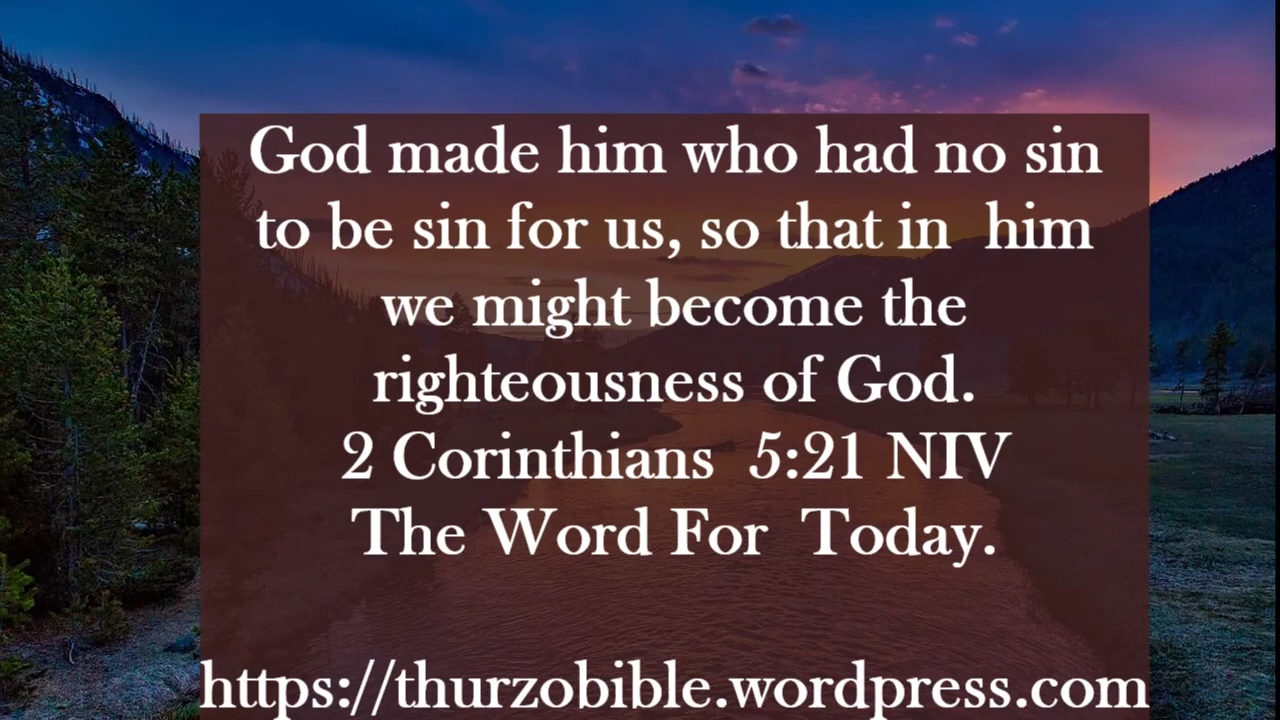 God made him who had no sin
to be sin for us, so that in  him
we might become the
righteousness of God.
2 Corinthians  5:21 NIV
The Word For  Today.
https://thurzobible.wordpress.com